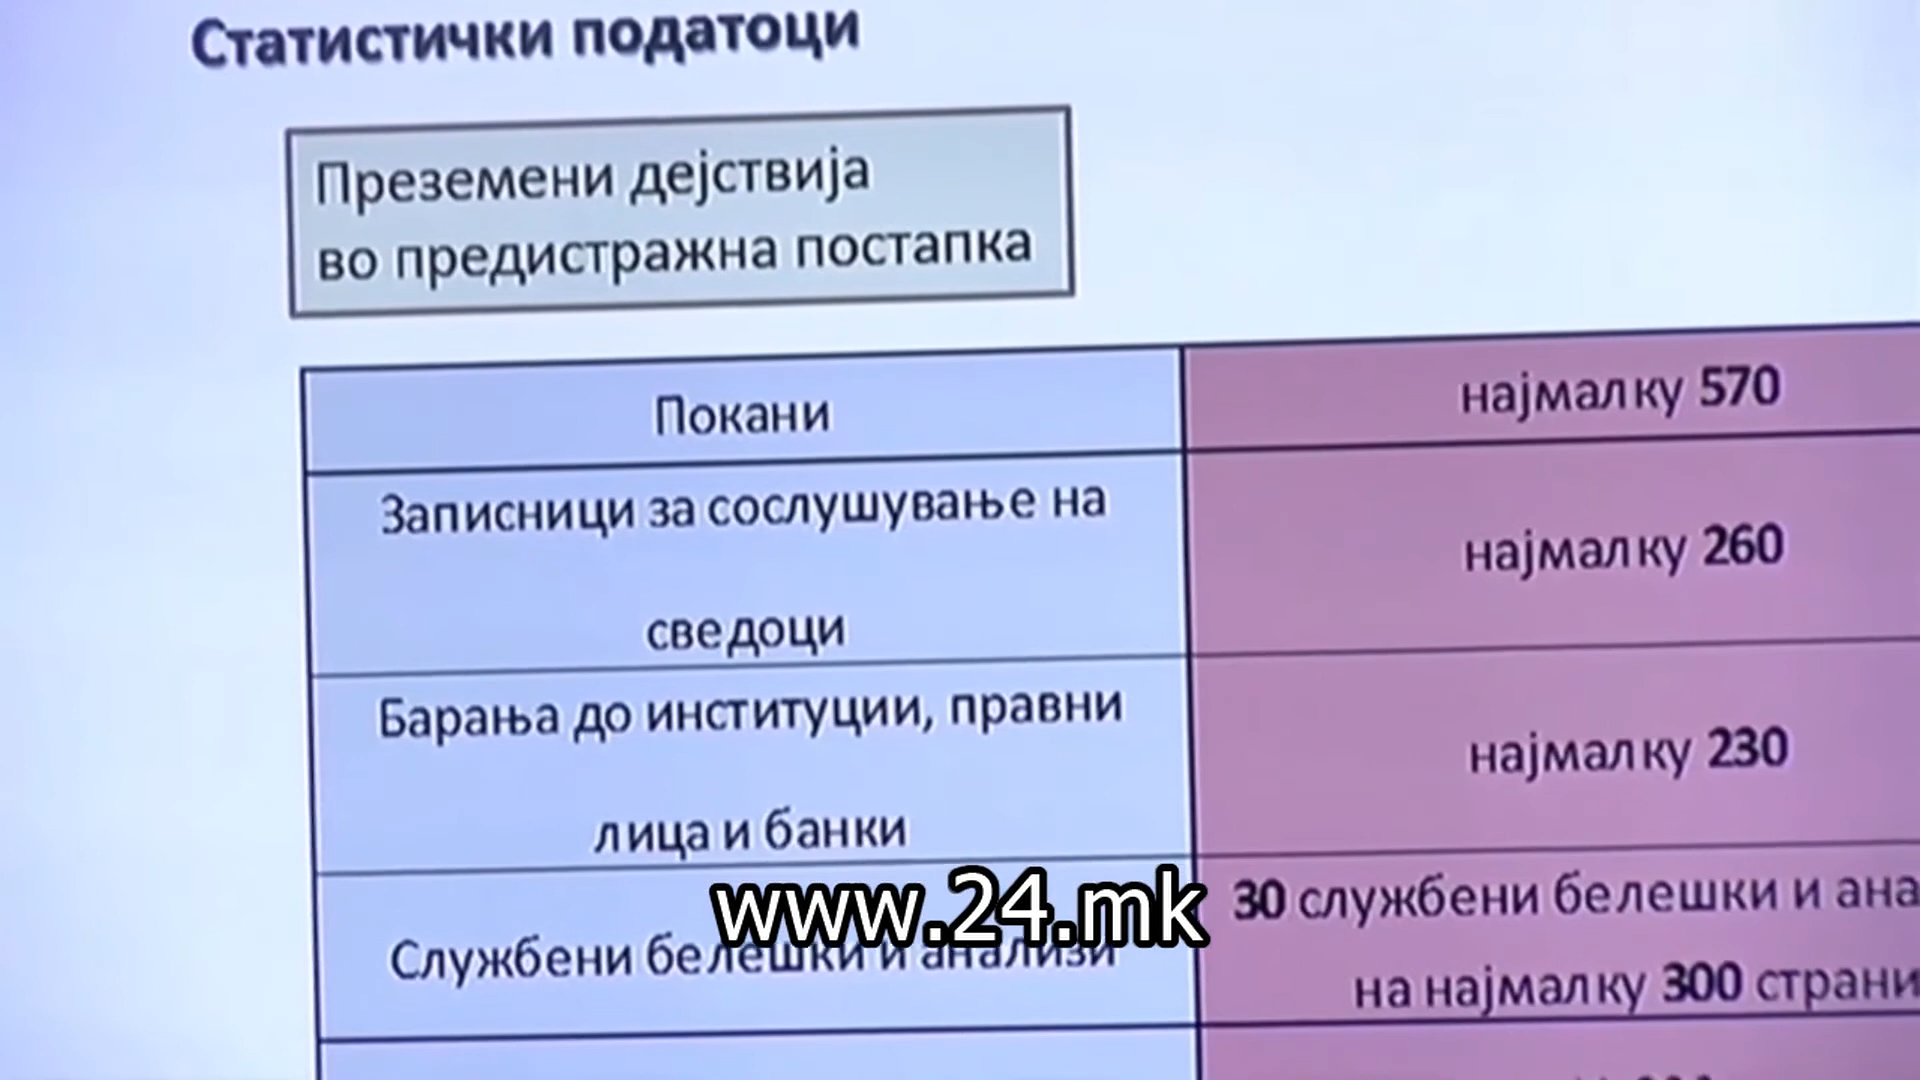 Статистички податоци
Преземени дејствија
во предистражна постапка
Покани
најмалку 570
Записници за сослушување на
сведоци
најмалку 260
Барања до институции, правни
лица и банки
најмалку 230
Службени белешки и анализи
30 службени белешки и ана
на најмалку 300 страни
www.24.mk